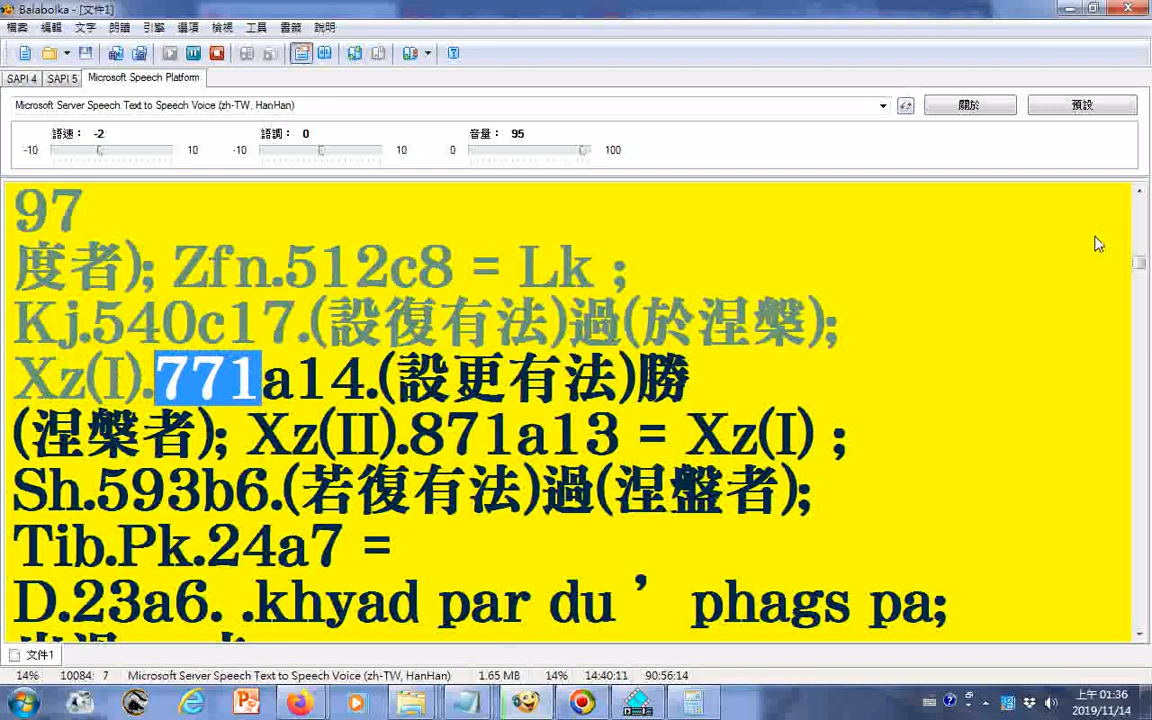 Balabolka - [文件1]
檔案 編輯 文字 朗讀 引擎 選項 檢視 工具 書籤 說明
SAPI 4 SAPI 5 Microsoft Speech Platform
Microsoft Server Speech Text to Speech Voice (zh-TW, HanHan) 關於 預設
語速: -2 語調: 0 音量: 95
-10 10 -10 10 0 100
97
度者); Zfn.512c8 = Lk ;
Kj.540c17.(設復有法)過(於涅槃);
Xz(I).771a14.(設更有法)勝
(涅槃者); Xz(II).871a13 = Xz(I) ;
Sh.593b6.(若復有法)過(涅盤者);
Tib.Pk.24a7 =
D.23a6. .khyad par du ’phags pa;
文件1
14% 10084: 7 Microsoft Server Speech Text to Speech Voice (zh-TW, HanHan) 1.65 MB 14% 14:40:11 90:56:14
上午 01:36
2019/11/14